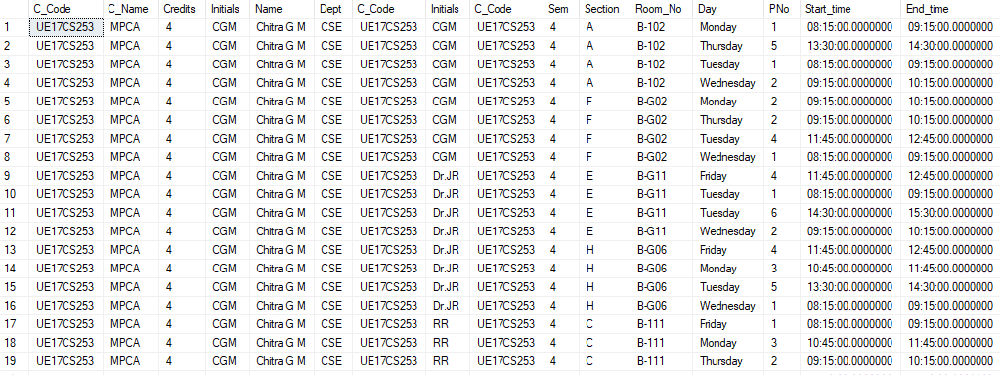 C_Code C_Name Credits Initials Name Dept C_Code Initials C_Code Sem Section Room_No Day PNo Start_time End_time
1 UE17CS253 MPCA 4 CGM Chitra G M CSE UE17CS253 CGM UE17CS253 4 A B-102 Monday 1 08:15:00.0000000 09:15:00.0000000
2 UE17CS253 MPCA 4 CGM Chitra G M CSE UE17CS253 CGM UE17CS253 4 A B-102 Thursday 5 13:30:00.0000000 14:30:00.0000000
3 UE17CS253 MPCA 4 CGM Chitra G M CSE UE17CS253 CGM UE17CS253 4 A B-102 Tuesday 1 08:15:00.0000000 09:15:00.0000000
4 UE17CS253 MPCA 4 CGM Chitra G M CSE UE17CS253 CGM UE17CS253 4 A B-102 Wednesday 2 09:15:00.0000000 10:15:00.0000000
5 UE17CS253 MPCA 4 CGM Chitra G M CSE UE17CS253 CGM UE17CS253 4 F B-G02 Monday 2 09:15:00.0000000 10:15:00.0000000
6 UE17CS253 MPCA 4 CGM Chitra G M CSE UE17CS253 CGM UE17CS253 4 F B-G02 Thursday 2 09:15:00.0000000 10:15:00.0000000
7 UE17CS253 MPCA 4 CGM Chitra G M CSE UE17CS253 CGM UE17CS253 4 F B-G02 Tuesday 4 11:45:00.0000000 12:45:00.0000000
8 UE17CS253 MPCA 4 CGM Chitra G M CSE UE17CS253 CGM UE17CS253 4 F B-G02 Wednesday 1 08:15:00.0000000 09:15:00.0000000
9 UE17CS253 MPCA 4 CGM Chitra G M CSE UE17CS253 Dr.JR UE17CS253 4 E B-G11 Friday 4 11:45:00.0000000 12:45:00.0000000
10 UE17CS253 MPCA 4 CGM Chitra G M CSE UE17CS253 Dr.JR UE17CS253 4 E B-G11 Tuesday 1 08:15:00.0000000 09:15:00.0000000
11 UE17CS253 MPCA 4 CGM Chitra G M CSE UE17CS253 Dr.JR UE17CS253 4 E B-G11 Tuesday 6 14:30:00.0000000 15:30:00.0000000
12 UE17CS253 MPCA 4 CGM Chitra G M CSE UE17CS253 Dr.JR UE17CS253 4 E B-G11 Wednesday 2 09:15:00.0000000 10:15:00.0000000
13 UE17CS253 MPCA 4 CGM Chitra G M CSE UE17CS253 Dr.JR UE17CS253 4 H B-G06 Friday 4 11:45:00.0000000 12:45:00.0000000
14 UE17CS253 MPCA 4 CGM Chitra G M CSE UE17CS253 Dr.JR UE17CS253 4 H B-G06 Monday 3 10:45:00.0000000 11:45:00.0000000
15 UE17CS253 MPCA 4 CGM Chitra G M CSE UE17CS253 Dr.JR UE17CS253 4 H B-G06 Tuesday 5 13:30:00.0000000 14:30:00.0000000
16 UE17CS253 MPCA 4 CGM Chitra G M CSE UE17CS253 Dr.JR UE17CS253 4 H B-G06 Wednesday 1 08:15:00.0000000 09:15:00.0000000
17 UE17CS253 MPCA 4 CGM Chitra G M CSE UE17CS253 RR UE17CS253 4 C B-111 Friday 1 08:15:00.0000000 09:15:00.0000000
18 UE17CS253 MPCA 4 CGM Chitra G M CSE UE17CS253 RR UE17CS253 4 C B-111 Monday 3 10:45:00.0000000 11:45:00.0000000
19 UE17CS253 MPCA 4 CGM Chitra G M CSE UE17CS253 RR UE17CS253 4 C B-111 Thursday 2 09:15:00.0000000 10:15:00.0000000